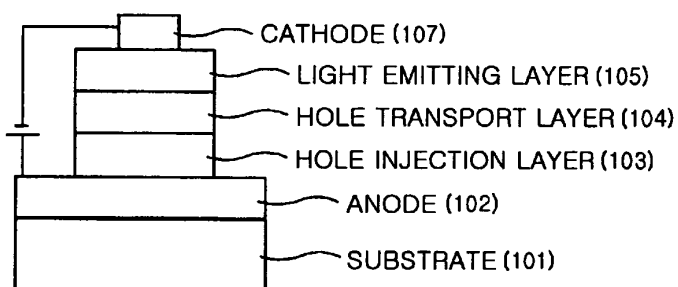 CATHODE (107)
LIGHT EMITTING LAYER (105)
HOLE TRANSPORT LAYER (104)
HOLE INJECTION LAYER (103)
ANODE (102)
SUBSTRATE (101)